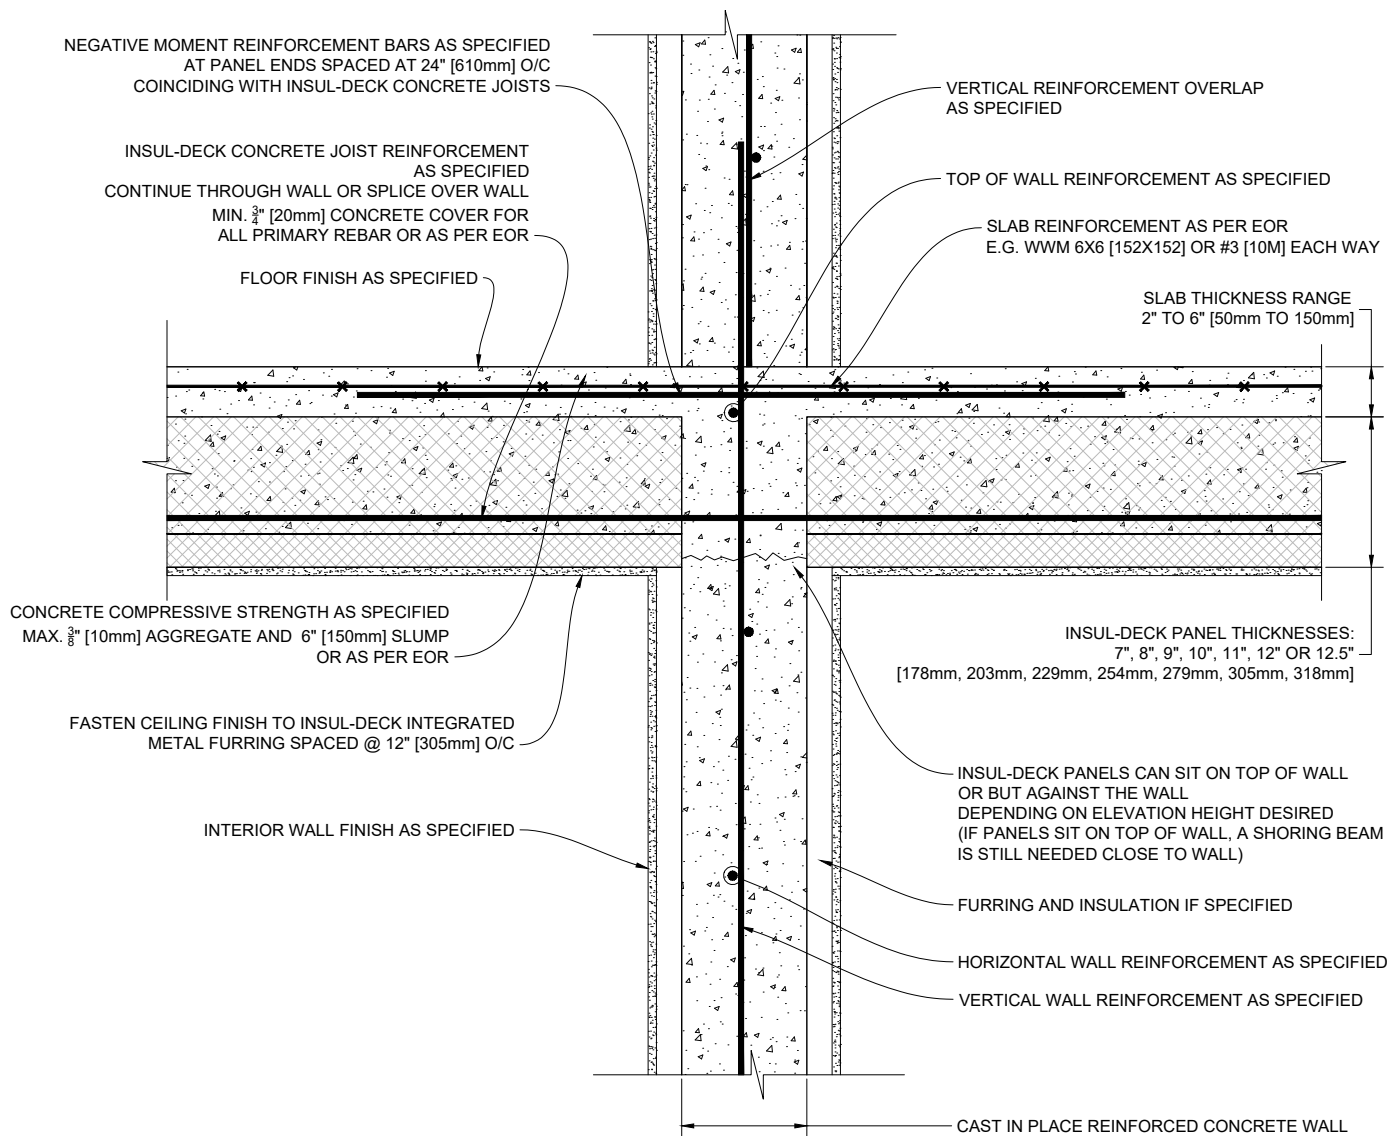 NEGATIVE MOMENT REINFORCEMENT BARS AS SPECIFIED
AT PANEL ENDS SPACED AT 24" [610mm] O/C
COINCIDING WITH INSUL-DECK CONCRETE JOISTS
INSUL-DECK CONCRETE JOIST REINFORCEMENT
AS SPECIFIED
CONTINUE THROUGH WALL OR SPLICE OVER WALL
MIN. 3/4" [20mm] CONCRETE COVER FOR
ALL PRIMARY REBAR OR AS PER EOR
FLOOR FINISH AS SPECIFIED
CONCRETE COMPRESSIVE STRENGTH AS SPECIFIED
MAX. 3/8" [10mm] AGGREGATE AND 6" [150mm] SLUMP
OR AS PER EOR
FASTEN CEILING FINISH TO INSUL-DECK INTEGRATED
METAL FURRING SPACED @ 12" [305mm] O/C
INTERIOR WALL FINISH AS SPECIFIED
VERTICAL REINFORCEMENT OVERLAP
AS SPECIFIED
TOP OF WALL REINFORCEMENT AS SPECIFIED
SLAB REINFORCEMENT AS PER EOR
E.G. WWM 6X6 [152X152] OR #3 [10M] EACH WAY
SLAB THICKNESS RANGE
2" TO 6" [50mm TO 150mm]
INSUL-DECK PANEL THICKNESSES:
7", 8", 9", 10", 11", 12" OR 12.5"
[178mm, 203mm, 229mm, 254mm, 279mm, 305mm, 318mm]
INSUL-DECK PANELS CAN SIT ON TOP OF WALL
OR BUT AGAINST THE WALL
DEPENDING ON ELEVATION HEIGHT DESIRED
(IF PANELS SIT ON TOP OF WALL, A SHORING BEAM
IS STILL NEEDED CLOSE TO WALL)
FURRING AND INSULATION IF SPECIFIED
HORIZONTAL WALL REINFORCEMENT AS SPECIFIED
VERTICAL WALL REINFORCEMENT AS SPECIFIED
CAST IN PLACE REINFORCED CONCRETE WALL